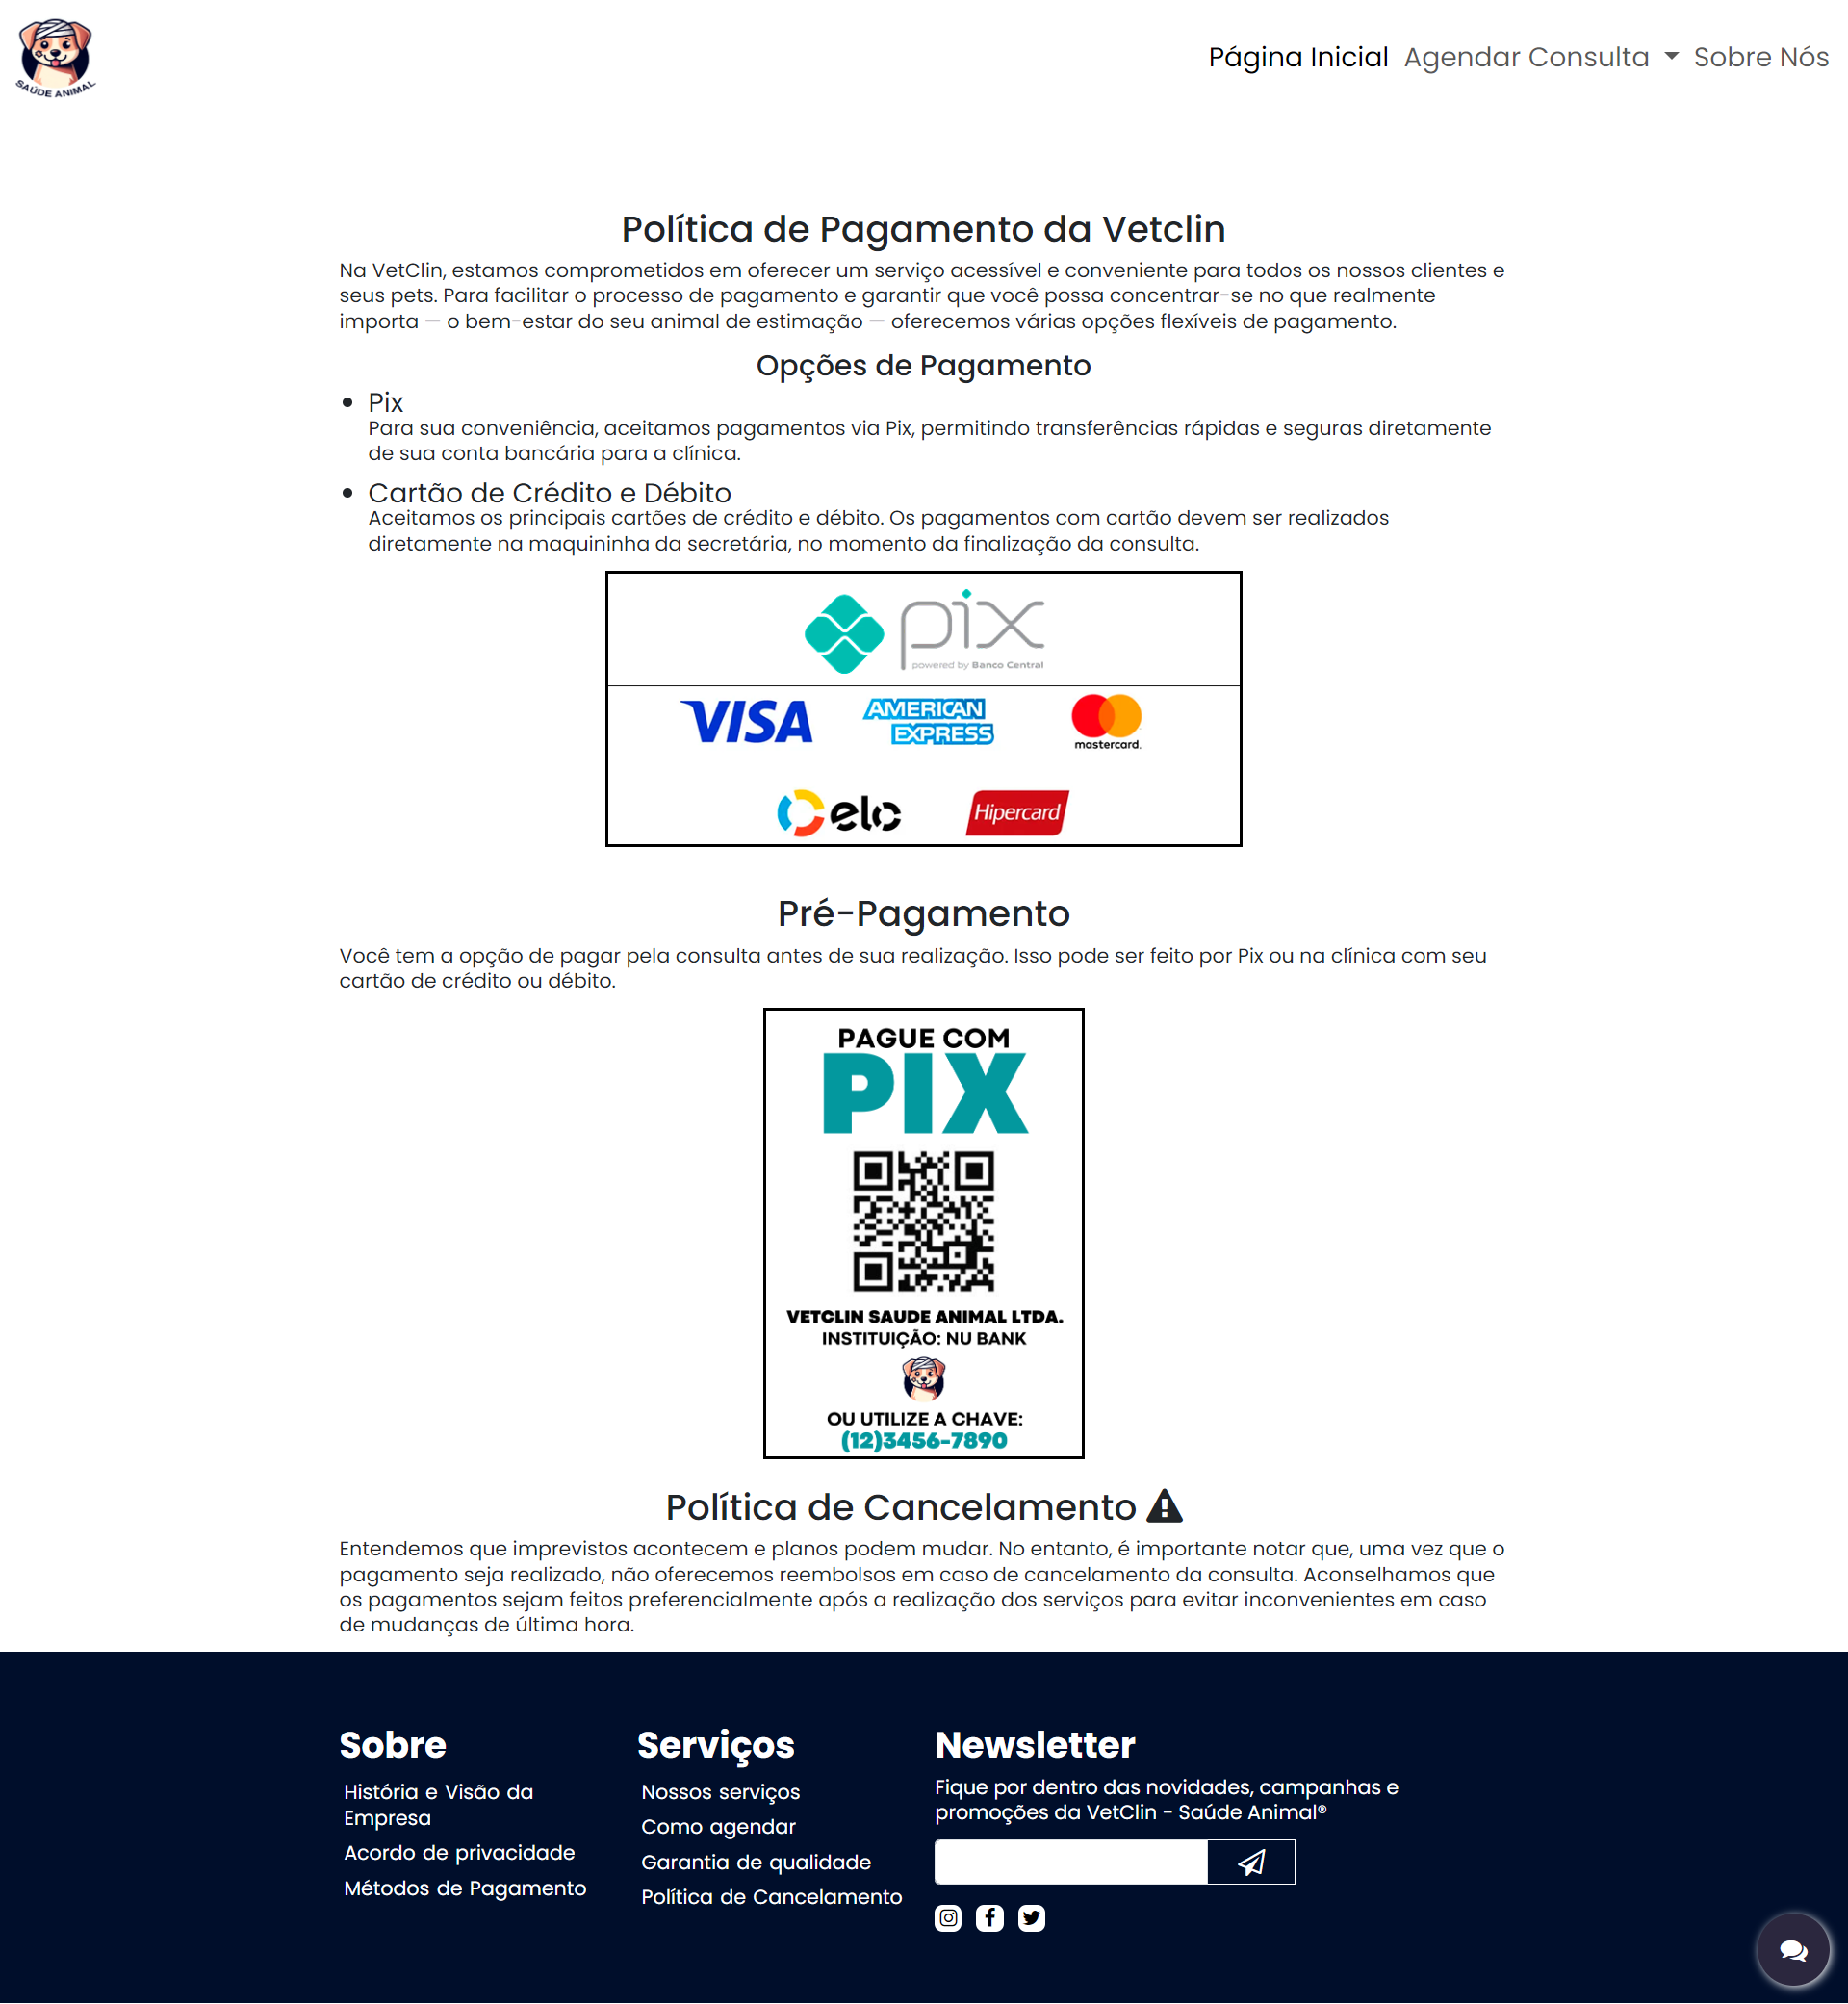 SAÚDE ANIMAL
Página Inicial Agendar Consulta Sobre Nós
Política de Pagamento da Vetclin
Na VetClin, estamos comprometidos em oferecer um serviço acessível e conveniente para todos os nossos clientes e
seus pets. Para facilitar o processo de pagamento e garantir que você possa concentrar-se no que realmente
importa — o bem-estar do seu animal de estimação — oferecemos várias opções flexíveis de pagamento.
Opções de Pagamento
Pix
Para sua conveniência, aceitamos pagamentos via Pix, permitindo transferências rápidas e seguras diretamente
de sua conta bancária para a clínica.
Cartão de Crédito e Débito
Aceitamos os principais cartões de crédito e débito. Os pagamentos com cartão devem ser realizados
diretamente na maquininha da secretária, no momento da finalização da consulta.
pix
powered by Banco Central
VISA
AMERICAN
EXPRESS
mastercard.
elo
Hipercard
Pré-Pagamento
Você tem a opção de pagar pela consulta antes de sua realização. Isso pode ser feito por Pix ou na clínica com seu
cartão de crédito ou débito.
PAGUE COM
PIX
VETCLIN SAUDE ANIMAL LTDA.
INSTITUIÇÃO: NU BANK
OU UTILIZE A CHAVE:
(12)3456-7890
Política de Cancelamento
Entendemos que imprevistos acontecem e planos podem mudar. No entanto, é importante notar que, uma vez que o
pagamento seja realizado, não oferecemos reembolsos em caso de cancelamento da consulta. Aconselhamos que
os pagamentos sejam feitos preferencialmente após a realização dos serviços para evitar inconvenientes em caso
de mudanças de última hora.
Sobre
História e Visão da
Empresa
Acordo de privacidade
Métodos de Pagamento
Serviços
Nossos serviços
Como agendar
Garantia de qualidade
Política de Cancelamento
Newsletter
Fique por dentro das novidades, campanhas e
promoções da VetClin - Saúde Animal®